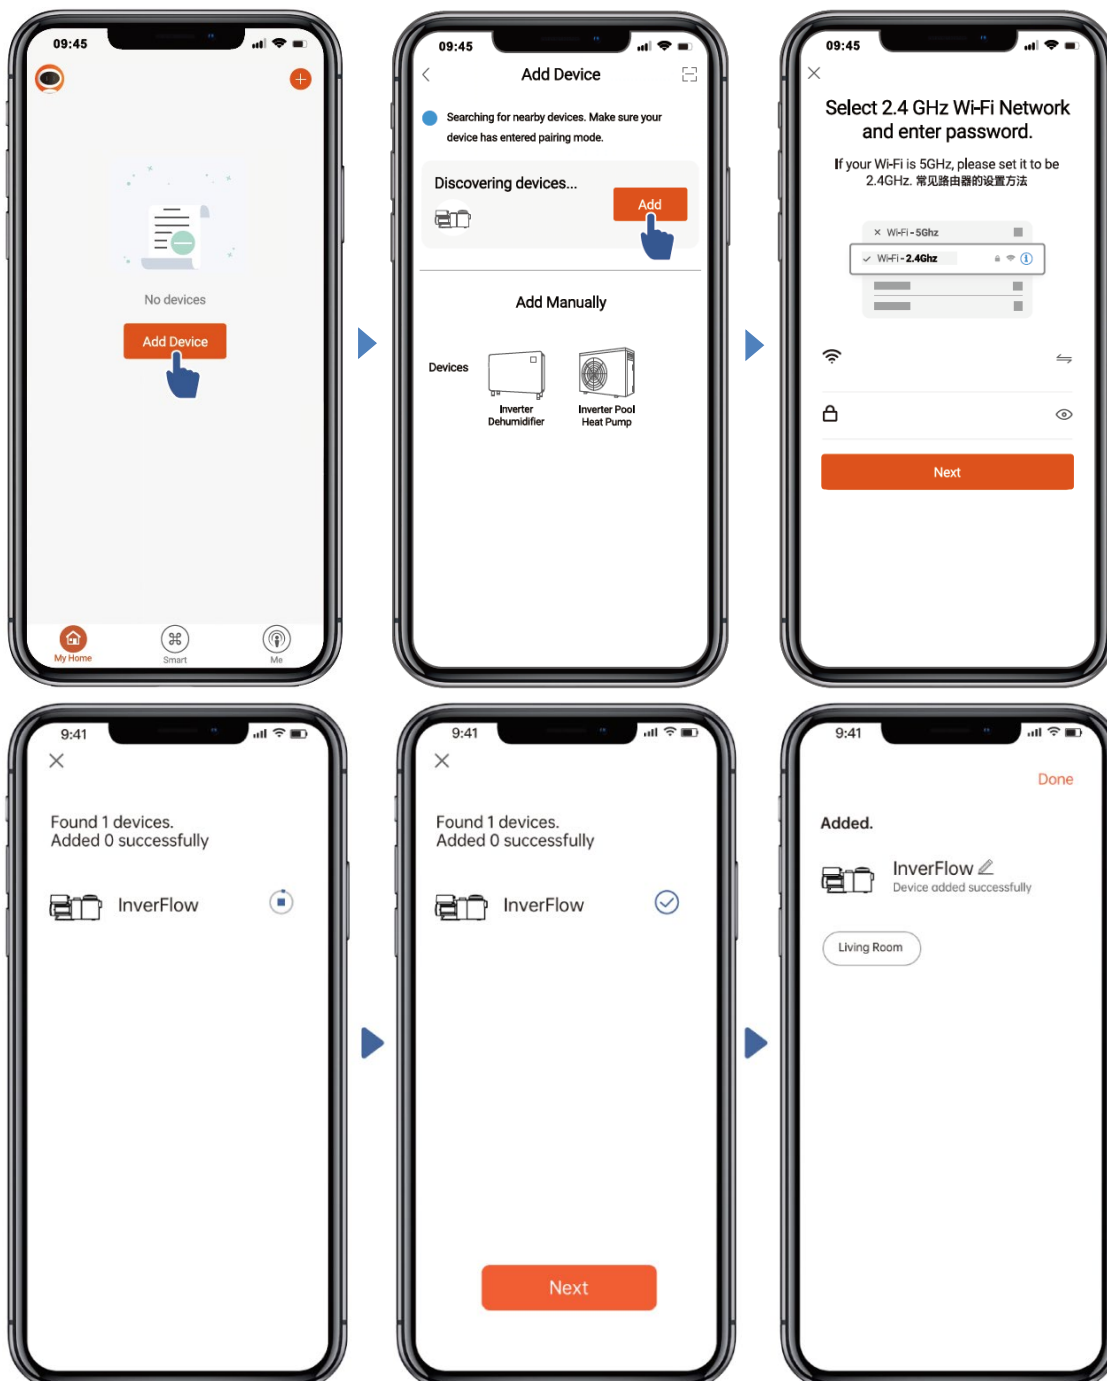 09:45
No devices
Add Device
My Home
Smart
Me
09:45
Add Device
Searching for nearby devices. Make sure your
device has entered pairing mode.
Discovering devices...
Add
Add Manually
Devices
Inverter
Dehumidifier
Inverter Pool
Heat Pump
09:45
Select 2.4 GHz Wi-Fi Network
and enter password.
If your Wi-Fi is 5GHz, please set it to be
2.4GHz. 常见路由器的设置方法
Wi-Fi - 5Ghz
Wi-Fi - 2.4Ghz
Next
9:41
Found 1 devices.
Added 0 successfully
InverFlow
9:41
Found 1 devices.
Added 0 successfully
InverFlow
Next
9:41
Done
Added.
InverFlow
Device added successfully
Living Room